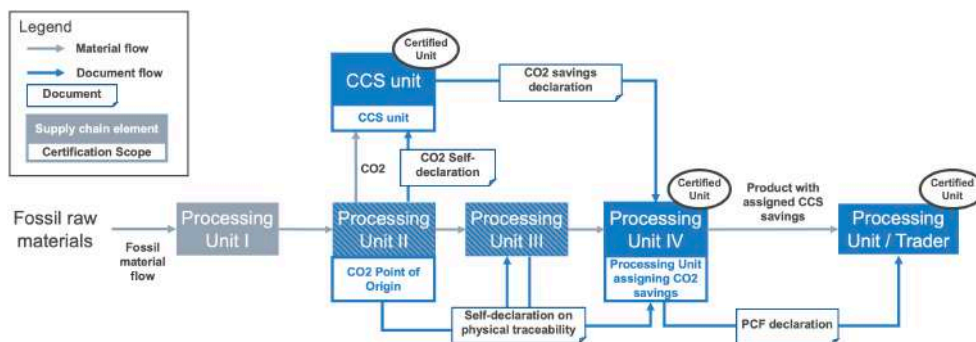 Legend
Material flow
Document flow
Document
Supply chain element
Certification Scope
Certified
Unit
CCS unit
CCS unit
CO2 savings
declaration
CO2
CO2 Self-
declaration
Fossil raw
materials
Fossil
material
flow
Processing
Unit I
Processing
Unit II
CO2 Point of
Origin
Processing
Unit III
Certified
Unit
Processing
Unit IV
Processing Unit
assigning CO2
savings
Product with
assigned CCS
savings
Certified
Unit
Processing
Unit / Trader
Self-declaration on
physical traceability
PCF declaration